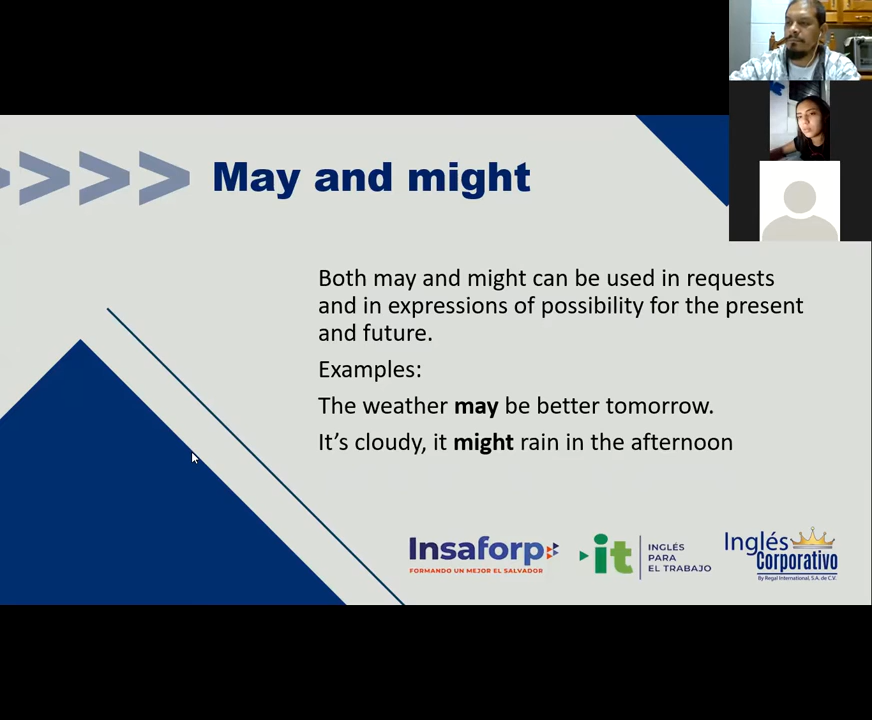 May and might
Both may and might can be used in requests
and in expressions of possibility for the present
and future.
Examples:
The weather may be better tomorrow.
It's cloudy, it might rain in the afternoon
Insaforp
FORMANDO UN MEJOR EL SALVADOR
it
INGLÉS
PARA
EL TRABAJO
Inglés
Corporativo
By Regal International, S.A. de C.V.